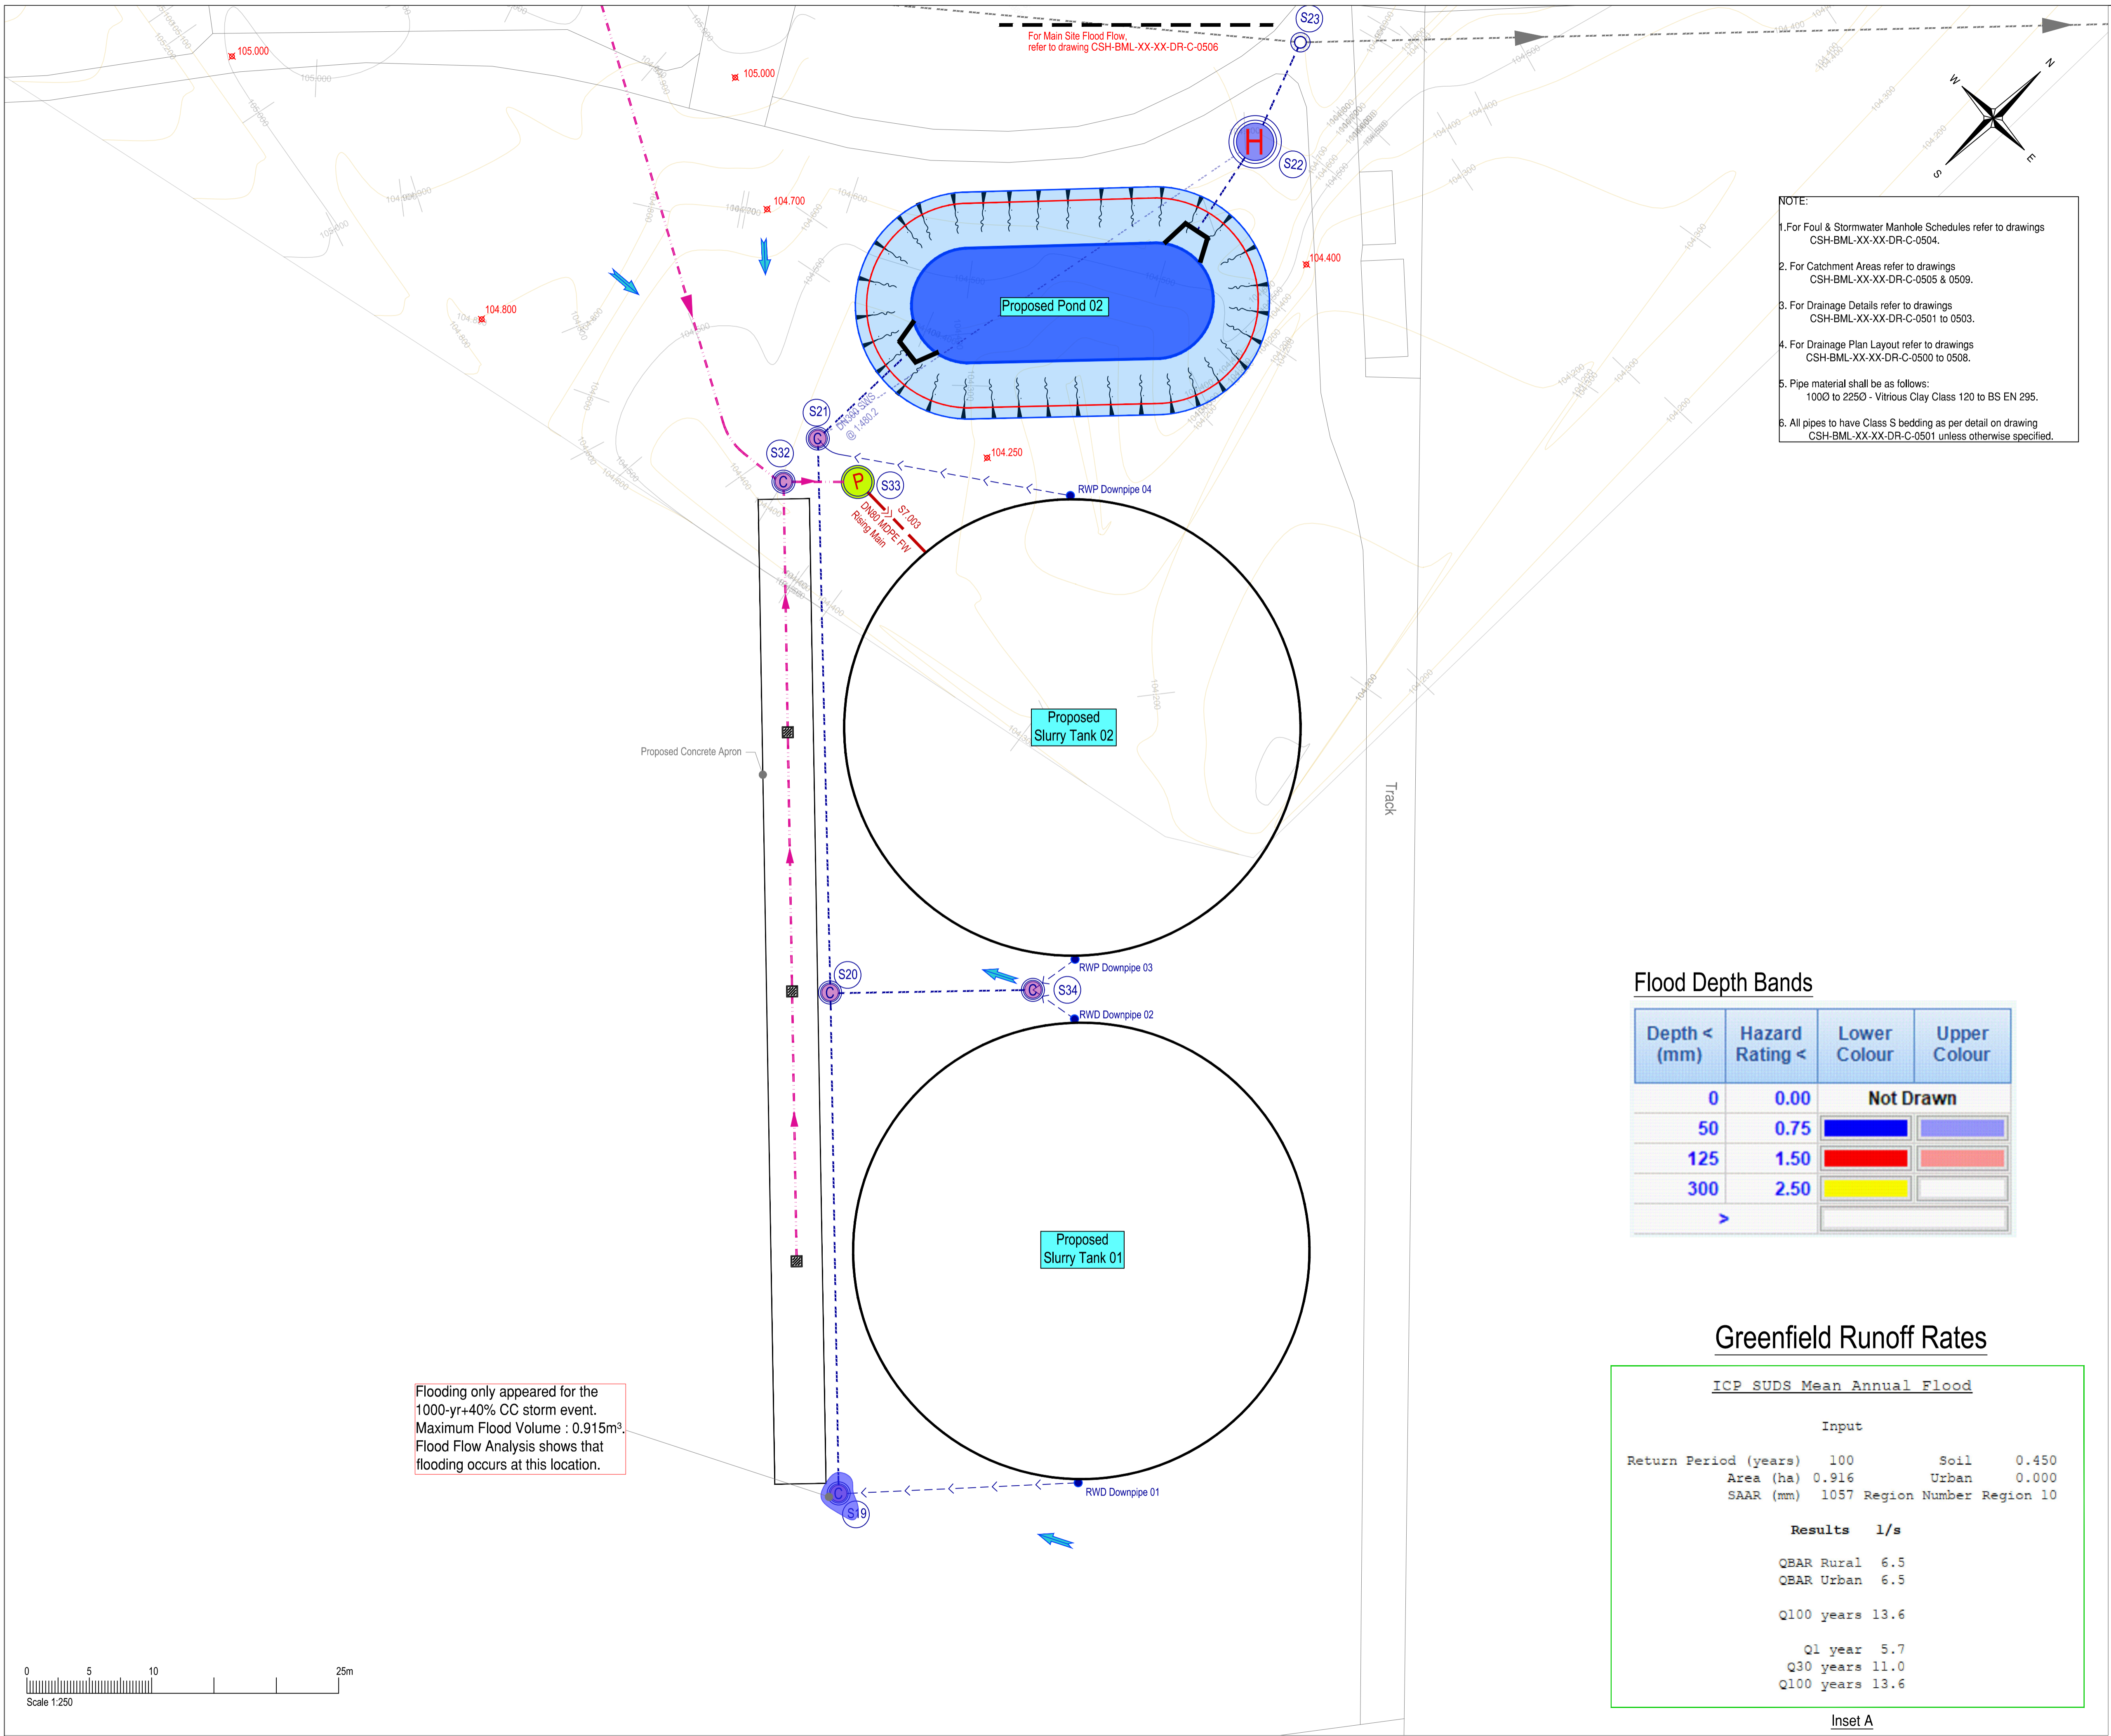 S23
For Main Site Flood Flow,
refer to drawing CSH-BML-XX-XX-DR-C-0506
105.000
105.000
104.700
104.800
104.400
104.250
H
S22
N
W
E
S
NOTE:
1.For Foul & Stormwater Manhole Schedules refer to drawings
CSH-BML-XX-XX-DR-C-0504.
2. For Catchment Areas refer to drawings
CSH-BML-XX-XX-DR-C-0505 & 0509.
3. For Drainage Details refer to drawings
CSH-BML-XX-XX-DR-C-0501 to 0503.
4. For Drainage Plan Layout refer to drawings
CSH-BML-XX-XX-DR-C-0500 to 0508.
5. Pipe material shall be as follows:
100Ø to 225Ø - Vitrious Clay Class 120 to BS EN 295.
6. All pipes to have Class S bedding as per detail on drawing
CSH-BML-XX-XX-DR-C-0501 unless otherwise specified.
Proposed Pond 02
S21
C
DN300 SWS
@ 1:480.2
S32
C
P
S33
S7.003
DN80 MDPE FW
Rising Main
RWP Downpipe 04
Proposed
Slurry Tank 02
Proposed Concrete Apron
Track
RWP Downpipe 03
S20
C
C
S34
RWD Downpipe 02
Proposed
Slurry Tank 01
Flooding only appeared for the
1000-yr+40% CC storm event.
Maximum Flood Volume : 0.915m³.
Flood Flow Analysis shows that
flooding occurs at this location.
C
S19
RWD Downpipe 01
Flood Depth Bands
Depth < (mm) Hazard Rating < Lower Colour Upper Colour
0 0.00 Not Drawn
50 0.75
125 1.50
300 2.50
>
Greenfield Runoff Rates
ICP SUDS Mean Annual Flood
Input
Return Period (years) 100 Soil 0.450
Area (ha) 0.916 Urban 0.000
SAAR (mm) 1057 Region Number Region 10
Results l/s
QBAR Rural 6.5
QBAR Urban 6.5
Q100 years 13.6
Q1 year 5.7
Q30 years 11.0
Q100 years 13.6
Inset A
0 5 10 25m
Scale 1:250